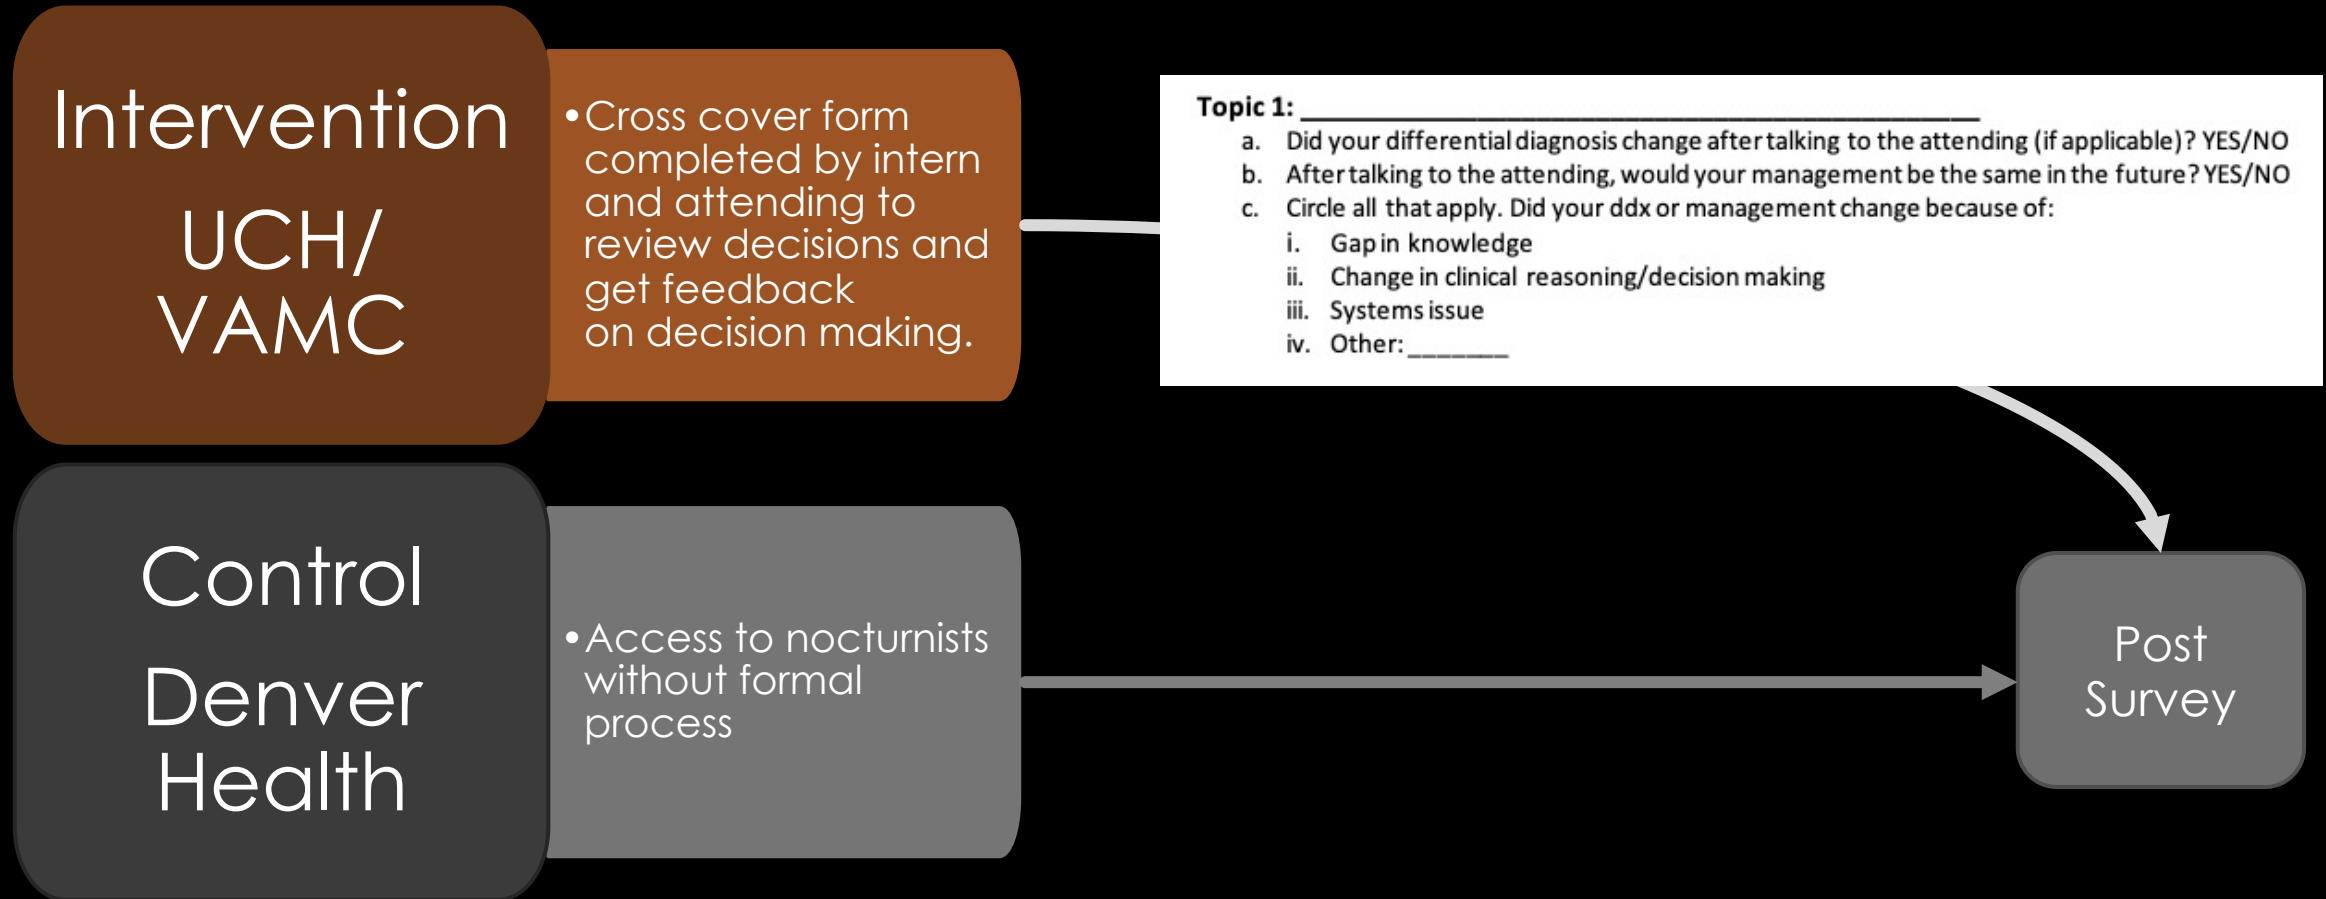 Intervention
UCH/
VAMC
•Cross cover form
completed by intern
and attending to
review decisions and
get feedback
on decision making.
Topic 1: ______________________________
a. Did your differential diagnosis change after talking to the attending (if applicable)? YES/NO
b. After talking to the attending, would your management be the same in the future? YES/NO
c. Circle all that apply. Did your ddx or management change because of:
i. Gap in knowledge
ii. Change in clinical reasoning/decision making
iii. Systems issue
iv. Other: _______
Control
Denver
Health
•Access to nocturnists
without formal
process
Post
Survey